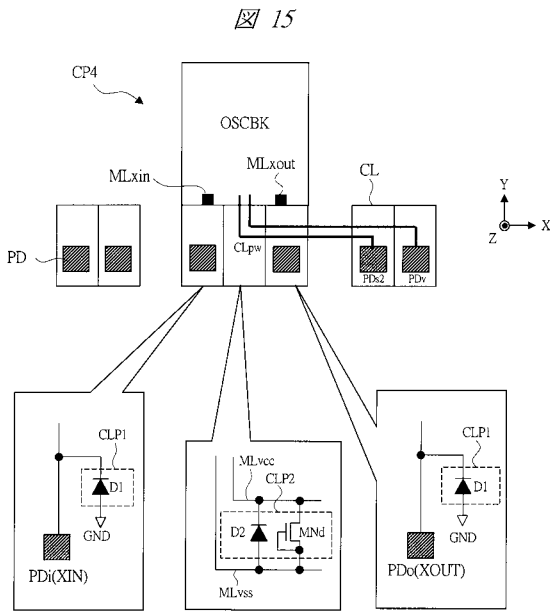 図 15
CP4
OSCBK
MLxin
MLxout
CL
Y
X
Z
PD
CLpw
PDs2
PDv
CLP1
D1
GND
PDi(XIN)
MLvcc
CLP2
D2
MNd
MLvss
CLP1
D1
GND
PDo(XOUT)